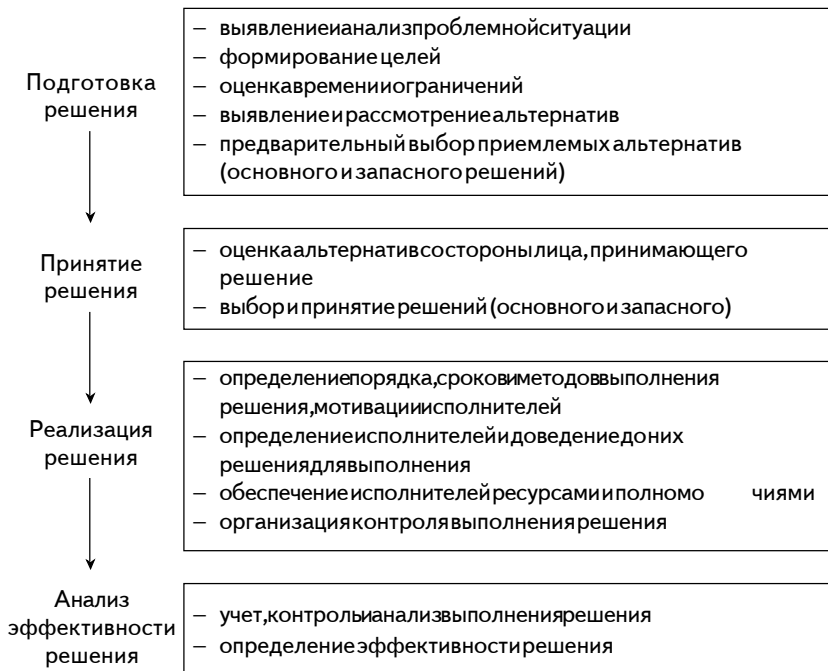 Подготовка
решения
– выявление и анализ проблемной ситуации
– формирование целей
– оценка времени и ограничений
– выявление и рассмотрение альтернатив
– предварительный выбор приемлемых альтернатив
(основного и запасного решений)
Принятие
решения
– оценка альтернатив со стороны лица, принимающего
решение
– выбор и принятие решений (основного и запасного)
Реализация
решения
– определение порядка, сроков и методов выполнения
решения, мотивации исполнителей
– определение исполнителей и доведение до них
решения для выполнения
– обеспечение исполнителей ресурсами и полномо чиями
– организация контроля выполнения решения
Анализ
эффективности
решения
– учет, контроль и анализ выполнения решения
– определение эффективности решения